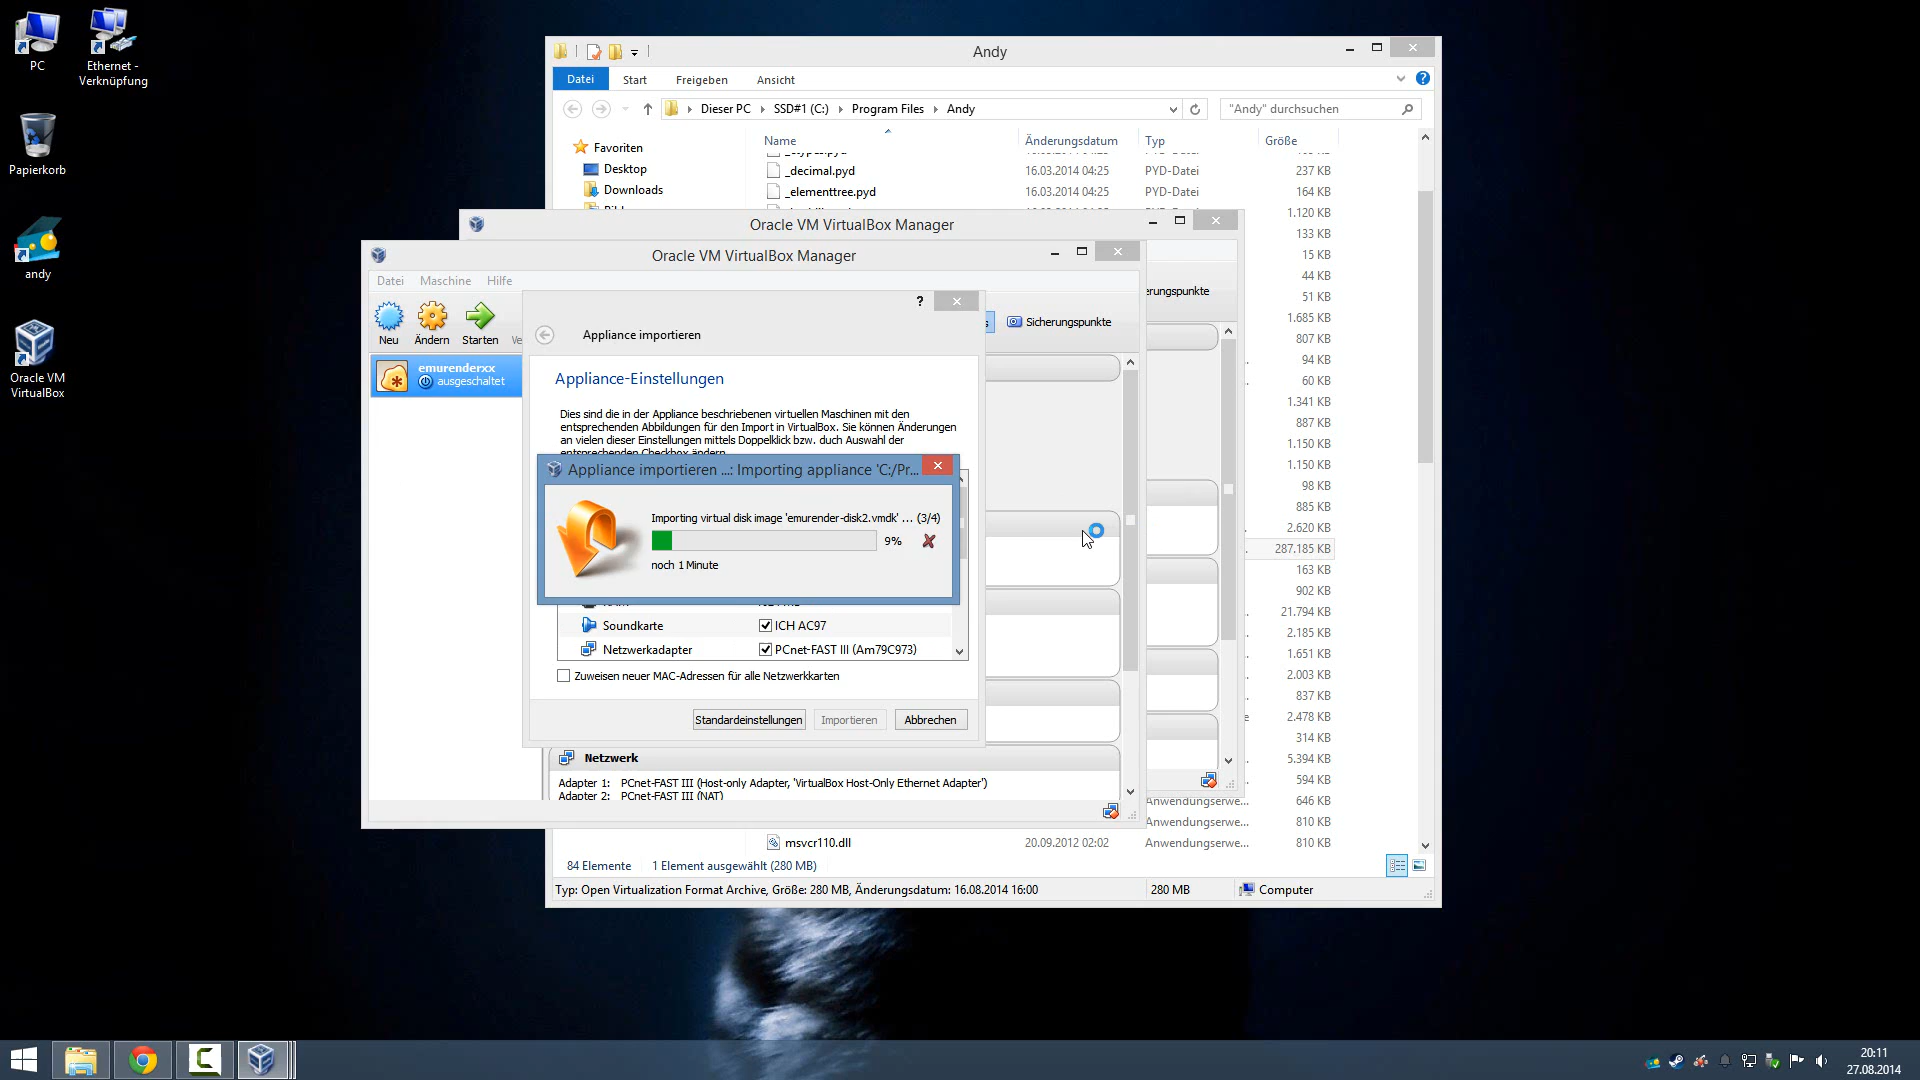 PC
Ethernet -
Verknüpfung
Papierkorb
andy
Oracle VM
VirtualBox
Andy
Datei
Start
Freigeben
Ansicht
Dieser PC
SSD#1 (C:)
Program Files
Andy
"Andy" durchsuchen
Favoriten
Desktop
Downloads
Name
Änderungsdatum
Typ
Größe
_decimal.pyd
16.03.2014 04:25
PYD-Datei
237 KB
_elementtree.pyd
16.03.2014 04:25
PYD-Datei
164 KB
1.120 KB
133 KB
15 KB
44 KB
51 KB
1.685 KB
807 KB
94 KB
60 KB
1.341 KB
887 KB
1.150 KB
1.150 KB
98 KB
885 KB
2.620 KB
287.185 KB
163 KB
902 KB
21.794 KB
2.185 KB
1.651 KB
2.003 KB
837 KB
2.478 KB
314 KB
5.394 KB
594 KB
Anwendungserwe...
646 KB
Anwendungserwe...
810 KB
msvcr110.dll
20.09.2012 02:02
Anwendungserwe...
810 KB
84 Elemente
1 Element ausgewählt (280 MB)
Typ: Open Virtualization Format Archive, Größe: 280 MB, Änderungsdatum: 16.08.2014 16:00
280 MB
Computer
Oracle VM VirtualBox Manager
erungspunkte
Oracle VM VirtualBox Manager
Datei
Maschine
Hilfe
Neu
Ändern
Starten
Ve
s
Sicherungspunkte
emurenderxx
ausgeschaltet
Netzwerk
Adapter 1: PCnet-FAST III (Host-only Adapter, 'VirtualBox Host-Only Ethernet Adapter')
Adapter 2: PCnet-FAST III (NAT)
?
Appliance importieren
Appliance-Einstellungen
Dies sind die in der Appliance beschriebenen virtuellen Maschinen mit den
entsprechenden Abbildungen für den Import in VirtualBox. Sie können Änderungen
an vielen dieser Einstellungen mittels Doppelklick bzw. duch Auswahl der
entsprechenden Checkbox ändern.
Appliance importieren ...: Importing appliance 'C:/Pr...
Importing virtual disk image 'emurender-disk2.vmdk' ... (3/4)
9%
noch 1 Minute
Soundkarte
ICH AC97
Netzwerkadapter
PCnet-FAST III (Am79C973)
Zuweisen neuer MAC-Adressen für alle Netzwerkkarten
Standardeinstellungen
Importieren
Abbrechen
20:11
27.08.2014